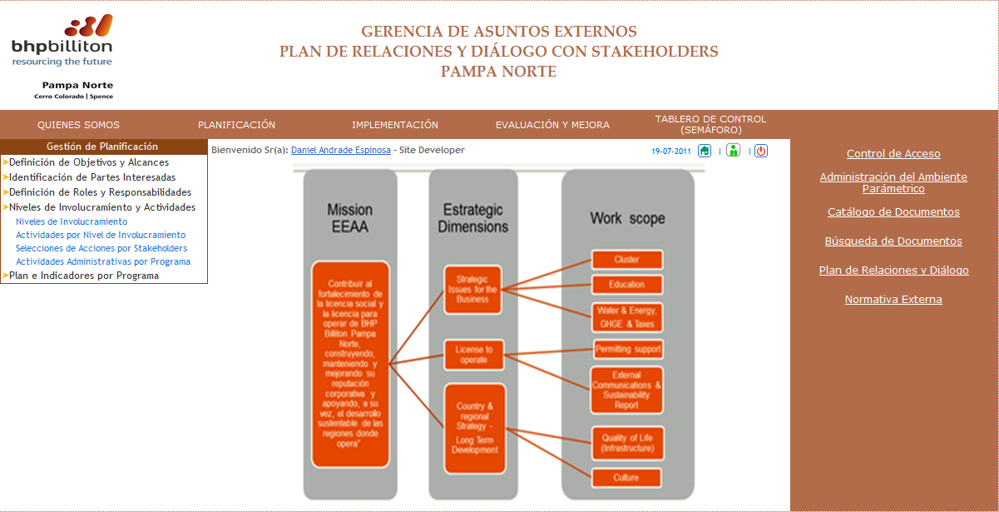 bhpbilliton
resourcing the future
Pampa Norte
Cerro Colorado | Spence
GERENCIA DE ASUNTOS EXTERNOS
PLAN DE RELACIONES Y DIÁLOGO CON STAKEHOLDERS
PAMPA NORTE
QUIENES SOMOS
PLANIFICACIÓN
IMPLEMENTACIÓN
EVALUACIÓN Y MEJORA
TABLERO DE CONTROL
(SEMÁFORO)
Gestión de Planificación
Definición de Objetivos y Alcances
Identificación de Partes Interesadas
Definición de Roles y Responsabilidades
Niveles de Involucramiento y Actividades
Niveles de Involucramiento
Actividades por Nivel de Involucramiento
Selecciones de Acciones por Stakeholders
Actividades Administrativas por Programa
Plan e Indicadores por Programa
Bienvenido Sr(a): Daniel Andrade Espinosa - Site Developer
19-07-2011 | |
Mission
EEAA
Contribuir al
fortalecimiento de
la licencia social y
la licencia para
operar de BHP
Billiton Pampa
Norte,
construyendo,
manteniendo y
mejorando su
reputación
corporativa y
apoyando, a su
vez, el desarrollo
sustentable de las
regiones donde
opera"
Estrategic
Dimensions
Strategic
Issues for the
Business
License to
operate
Country &
regional
Strategy -
Long Term
Development
Work scope
Cluster
Education
Water & Energy,
GHGE & Taxes
Permitting support
External
Communications &
Sustainability
Report
Quality of Life
(Infrastructure)
Culture
Control de Acceso
Administración del Ambiente
Parámetrico
Catálogo de Documentos
Búsqueda de Documentos
Plan de Relaciones y Diálogo
Normativa Externa